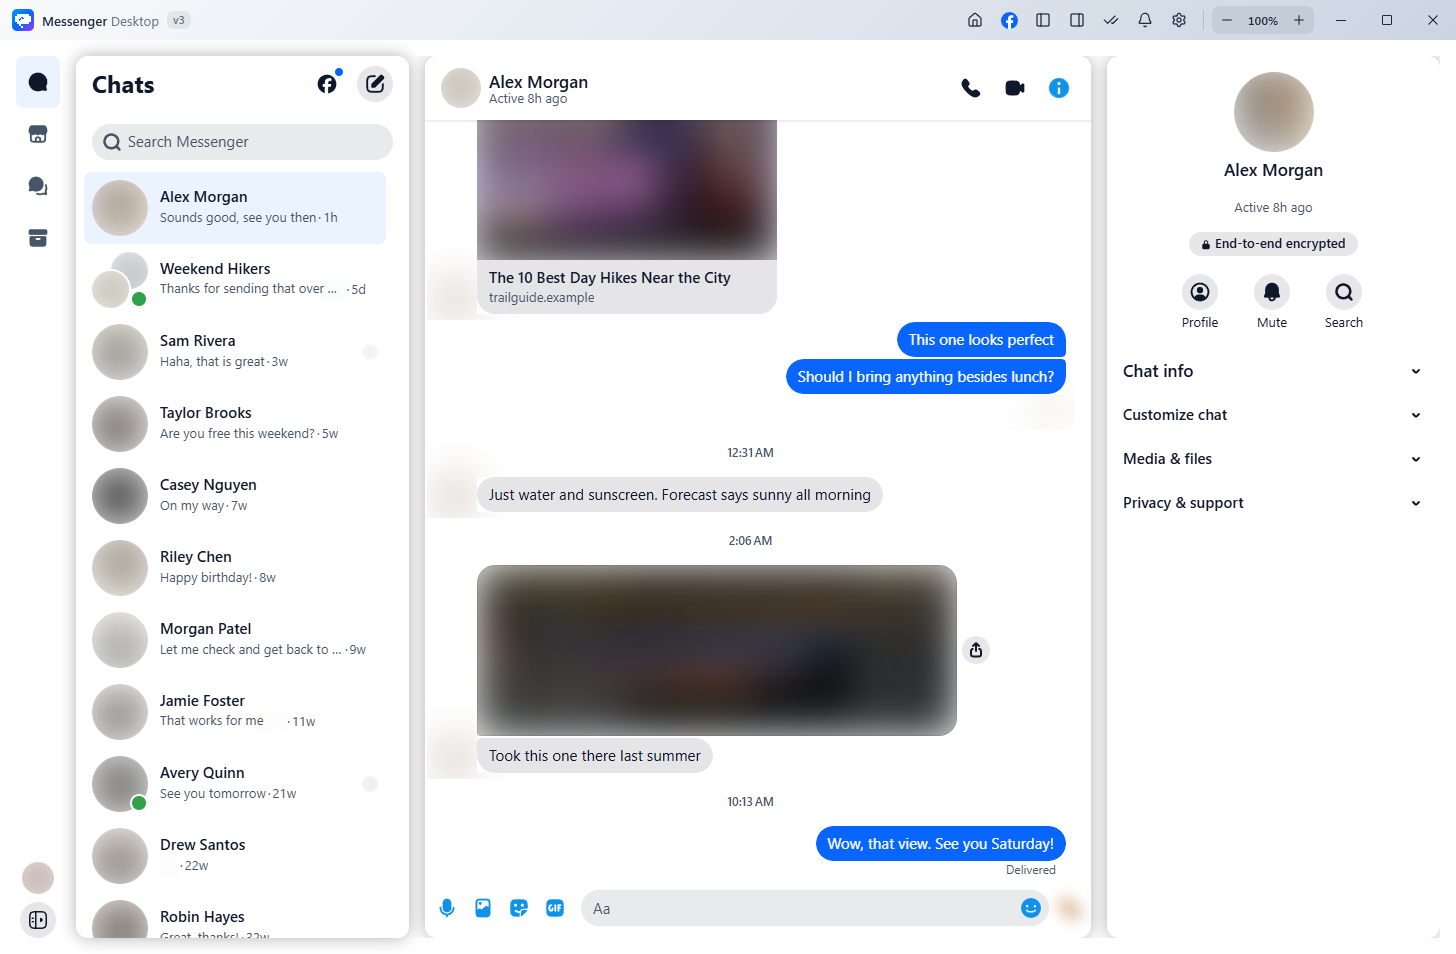 Messenger Desktop v3
100%
Chats
Search Messenger
Alex Morgan
Sounds good, see you then · 1h
Weekend Hikers
Thanks for sending that over ... · 5d
Sam Rivera
Haha, that is great · 3w
Taylor Brooks
Are you free this weekend? · 5w
Casey Nguyen
On my way · 7w
Riley Chen
Happy birthday! · 8w
Morgan Patel
Let me check and get back to ... · 9w
Jamie Foster
That works for me · 11w
Avery Quinn
See you tomorrow · 21w
Drew Santos
· 22w
Robin Hayes
Great, thanks! · 32w
Alex Morgan
Active 8h ago
The 10 Best Day Hikes Near the City
trailguide.example
This one looks perfect
Should I bring anything besides lunch?
12:31 AM
Just water and sunscreen. Forecast says sunny all morning
2:06 AM
Took this one there last summer
10:13 AM
Wow, that view. See you Saturday!
Delivered
GIF
Aa
Alex Morgan
Active 8h ago
End-to-end encrypted
Profile
Mute
Search
Chat info
Customize chat
Media & files
Privacy & support